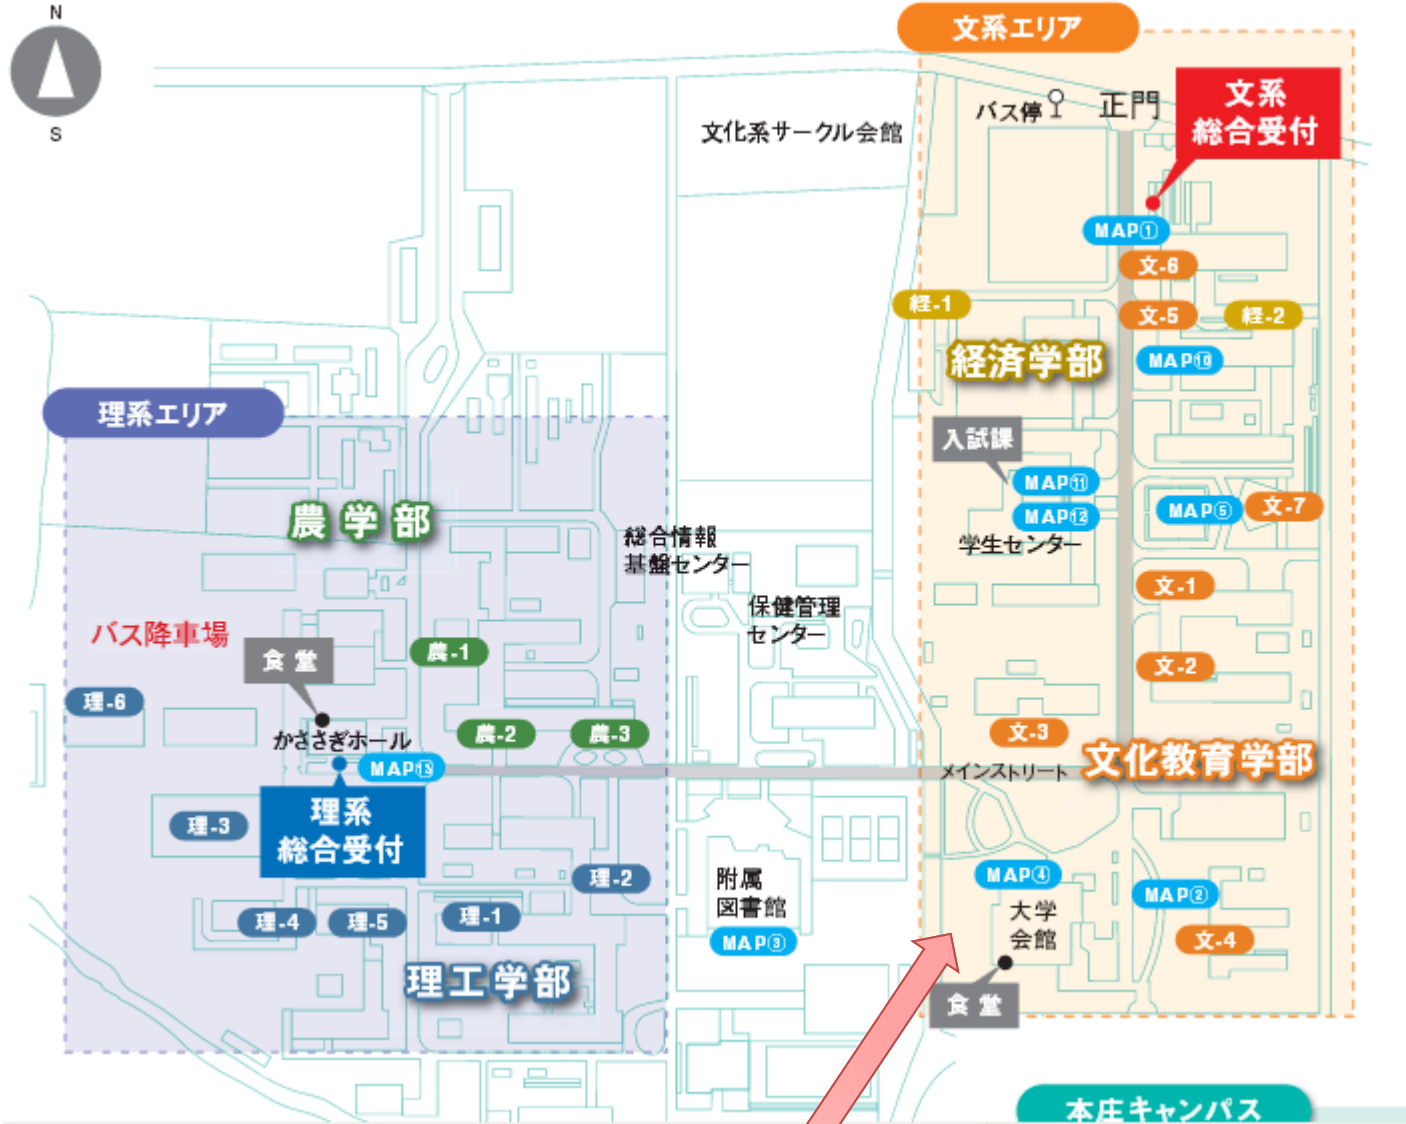 N
S
文系エリア
バス停
正門
文系
総合受付
文化系サークル会館
MAP①
文-6
経-1
文-5
経-2
経済学部
MAP⑩
理系エリア
入試課
MAP⑪
MAP⑫
MAP⑤
文-7
農学部
総合情報
基盤センター
学生センター
文-1
保健管理
センター
バス降車場
食堂
農-1
文-2
理-6
農-2
農-3
文-3
かささぎホール
MAP⑬
メインストリート
文化教育学部
理系
総合受付
理-3
理-2
附属
図書館
MAP③
MAP④
MAP②
大学
会館
理-4
理-5
理-1
文-4
理工学部
食堂
本庄キャンパス